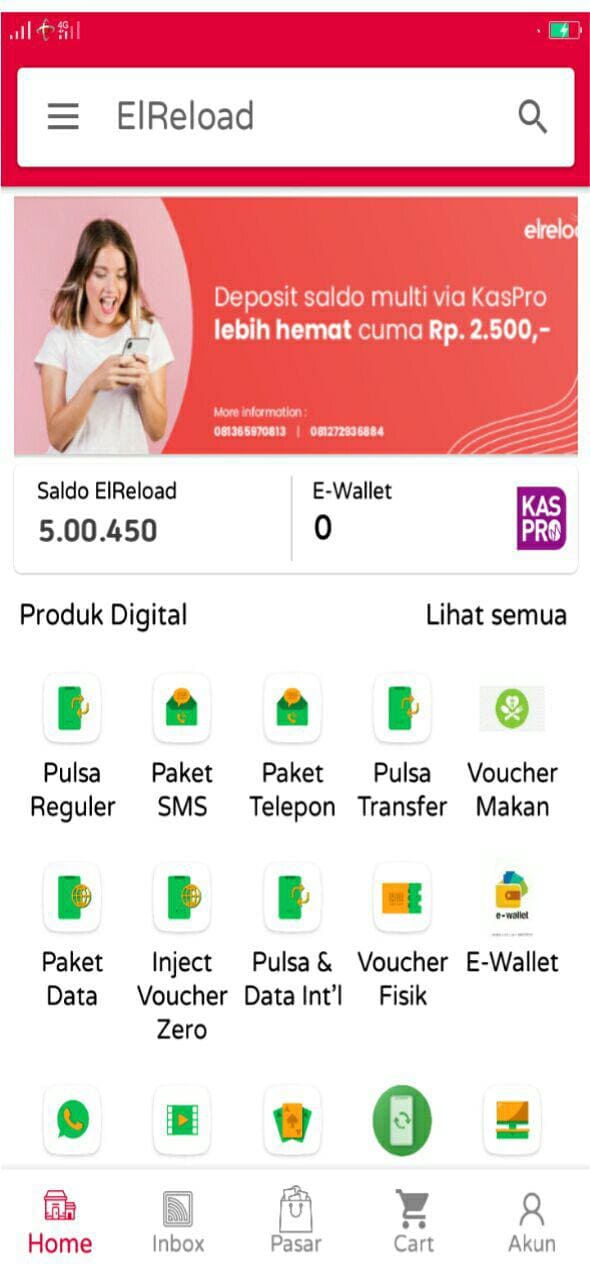 4G
ElReload
elreloa
Deposit saldo multi via KasPro
lebih hemat cuma Rp. 2.500,-
More information :
081365970813 | 081272936884
Saldo ElReload
5.00.450
E-Wallet
0
KAS
PRO
Produk Digital
Lihat semua
Pulsa
Reguler
Paket
SMS
Paket
Telepon
Pulsa
Transfer
Voucher
Makan
Paket
Data
Inject
Voucher
Zero
Pulsa &
Data Int'l
Voucher
Fisik
e-wallet
E-Wallet
Home
Inbox
Pasar
Cart
Akun